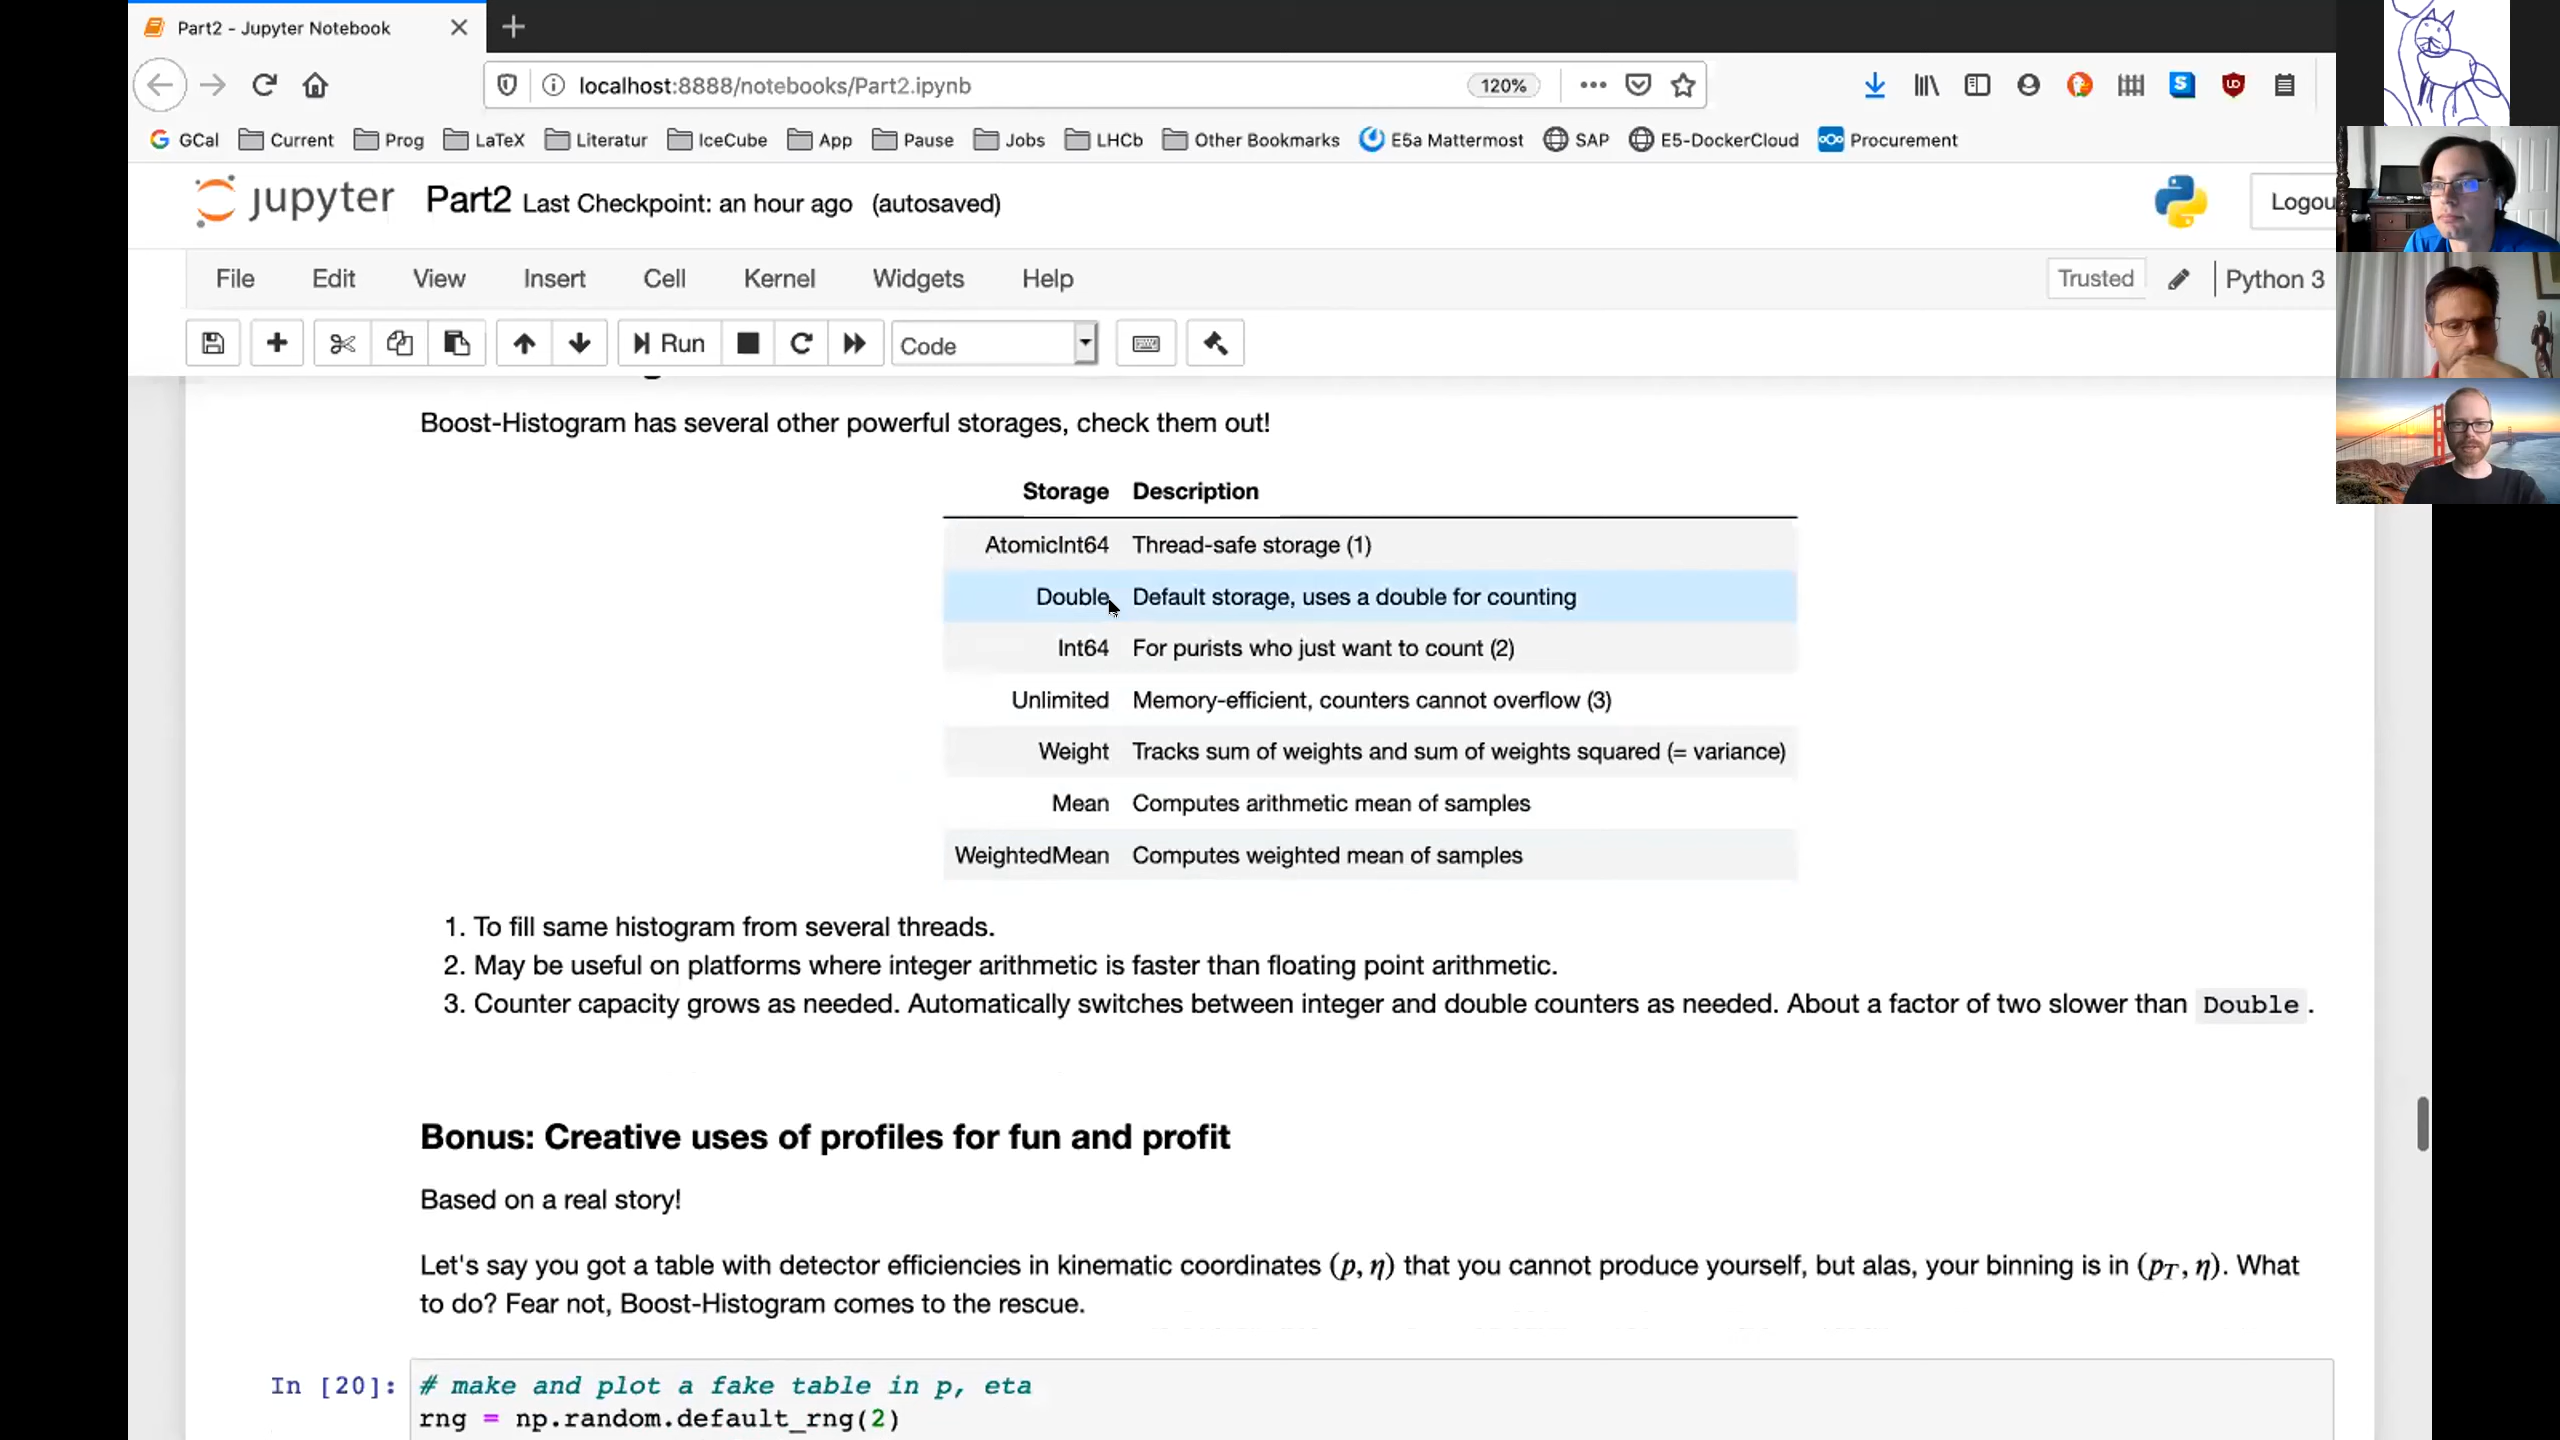 Part2 - Jupyter Notebook
localhost:8888/notebooks/Part2.ipynb 120%
GCal Current Prog LaTeX Literatur IceCube App Pause Jobs LHCb Other Bookmarks E5a Mattermost SAP E5-DockerCloud Procurement
jupyter Part2 Last Checkpoint: an hour ago (autosaved) Logou
File Edit View Insert Cell Kernel Widgets Help Trusted Python 3
Run Code
Boost-Histogram has several other powerful storages, check them out!
Storage Description
AtomicInt64 Thread-safe storage (1)
Double Default storage, uses a double for counting
Int64 For purists who just want to count (2)
Unlimited Memory-efficient, counters cannot overflow (3)
Weight Tracks sum of weights and sum of weights squared (= variance)
Mean Computes arithmetic mean of samples
WeightedMean Computes weighted mean of samples
1. To fill same histogram from several threads.
2. May be useful on platforms where integer arithmetic is faster than floating point arithmetic.
3. Counter capacity grows as needed. Automatically switches between integer and double counters as needed. About a factor of two slower than Double.
Bonus: Creative uses of profiles for fun and profit
Based on a real story!
Let's say you got a table with detector efficiencies in kinematic coordinates (p, η) that you cannot produce yourself, but alas, your binning is in (p_T, η). What
to do? Fear not, Boost-Histogram comes to the rescue.
In [20]: # make and plot a fake table in p, eta
rng = np.random.default_rng(2)